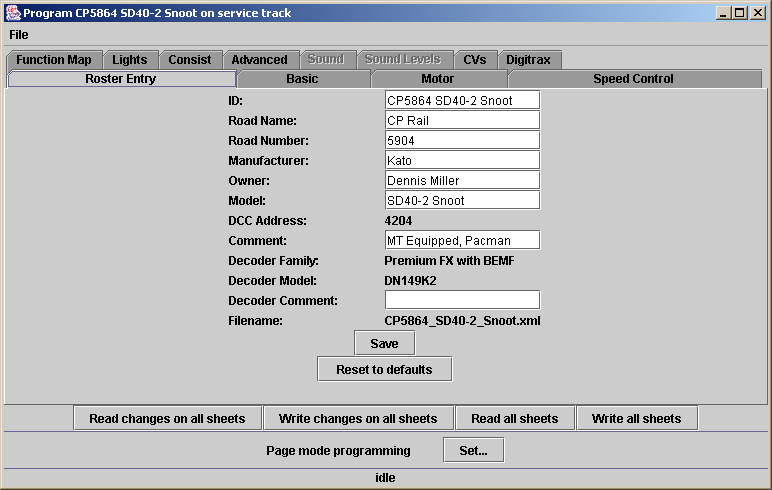 Program CP5864 SD40-2 Snoot on service track
File
Function Map Lights Consist Advanced Sound Sound Levels CVs Digitrax
Roster Entry Basic Motor Speed Control
ID: CP5864 SD40-2 Snoot
Road Name: CP Rail
Road Number: 5904
Manufacturer: Kato
Owner: Dennis Miller
Model: SD40-2 Snoot
DCC Address: 4204
Comment: MT Equipped, Pacman
Decoder Family: Premium FX with BEMF
Decoder Model: DN149K2
Decoder Comment:
Filename: CP5864_SD40-2_Snoot.xml
Save
Reset to defaults
Read changes on all sheets Write changes on all sheets Read all sheets Write all sheets
Page mode programming Set...
idle